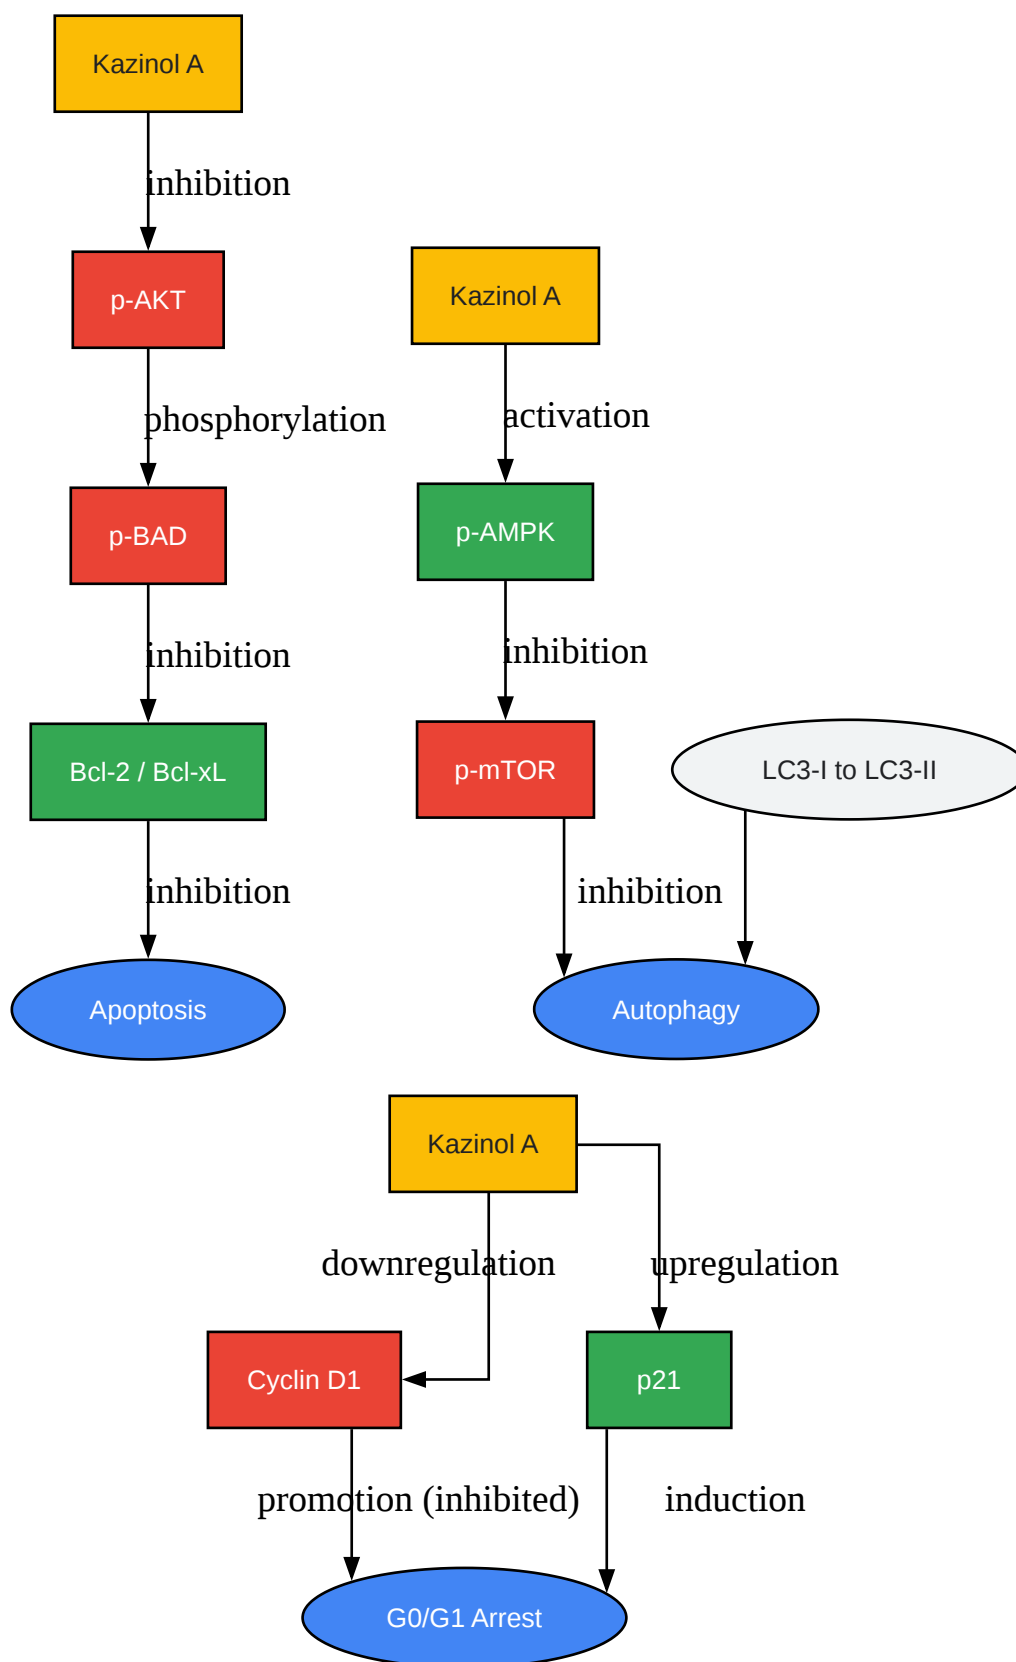 Kazinol A
inhibition
p-AKT
phosphorylation
p-BAD
inhibition
Bcl-2 / Bcl-xL
inhibition
Apoptosis
Kazinol A
activation
p-AMPK
inhibition
p-mTOR
LC3-I to LC3-II
inhibition
Autophagy
Kazinol A
downregulation
upregulation
Cyclin D1
p21
promotion (inhibited)
induction
G0/G1 Arrest